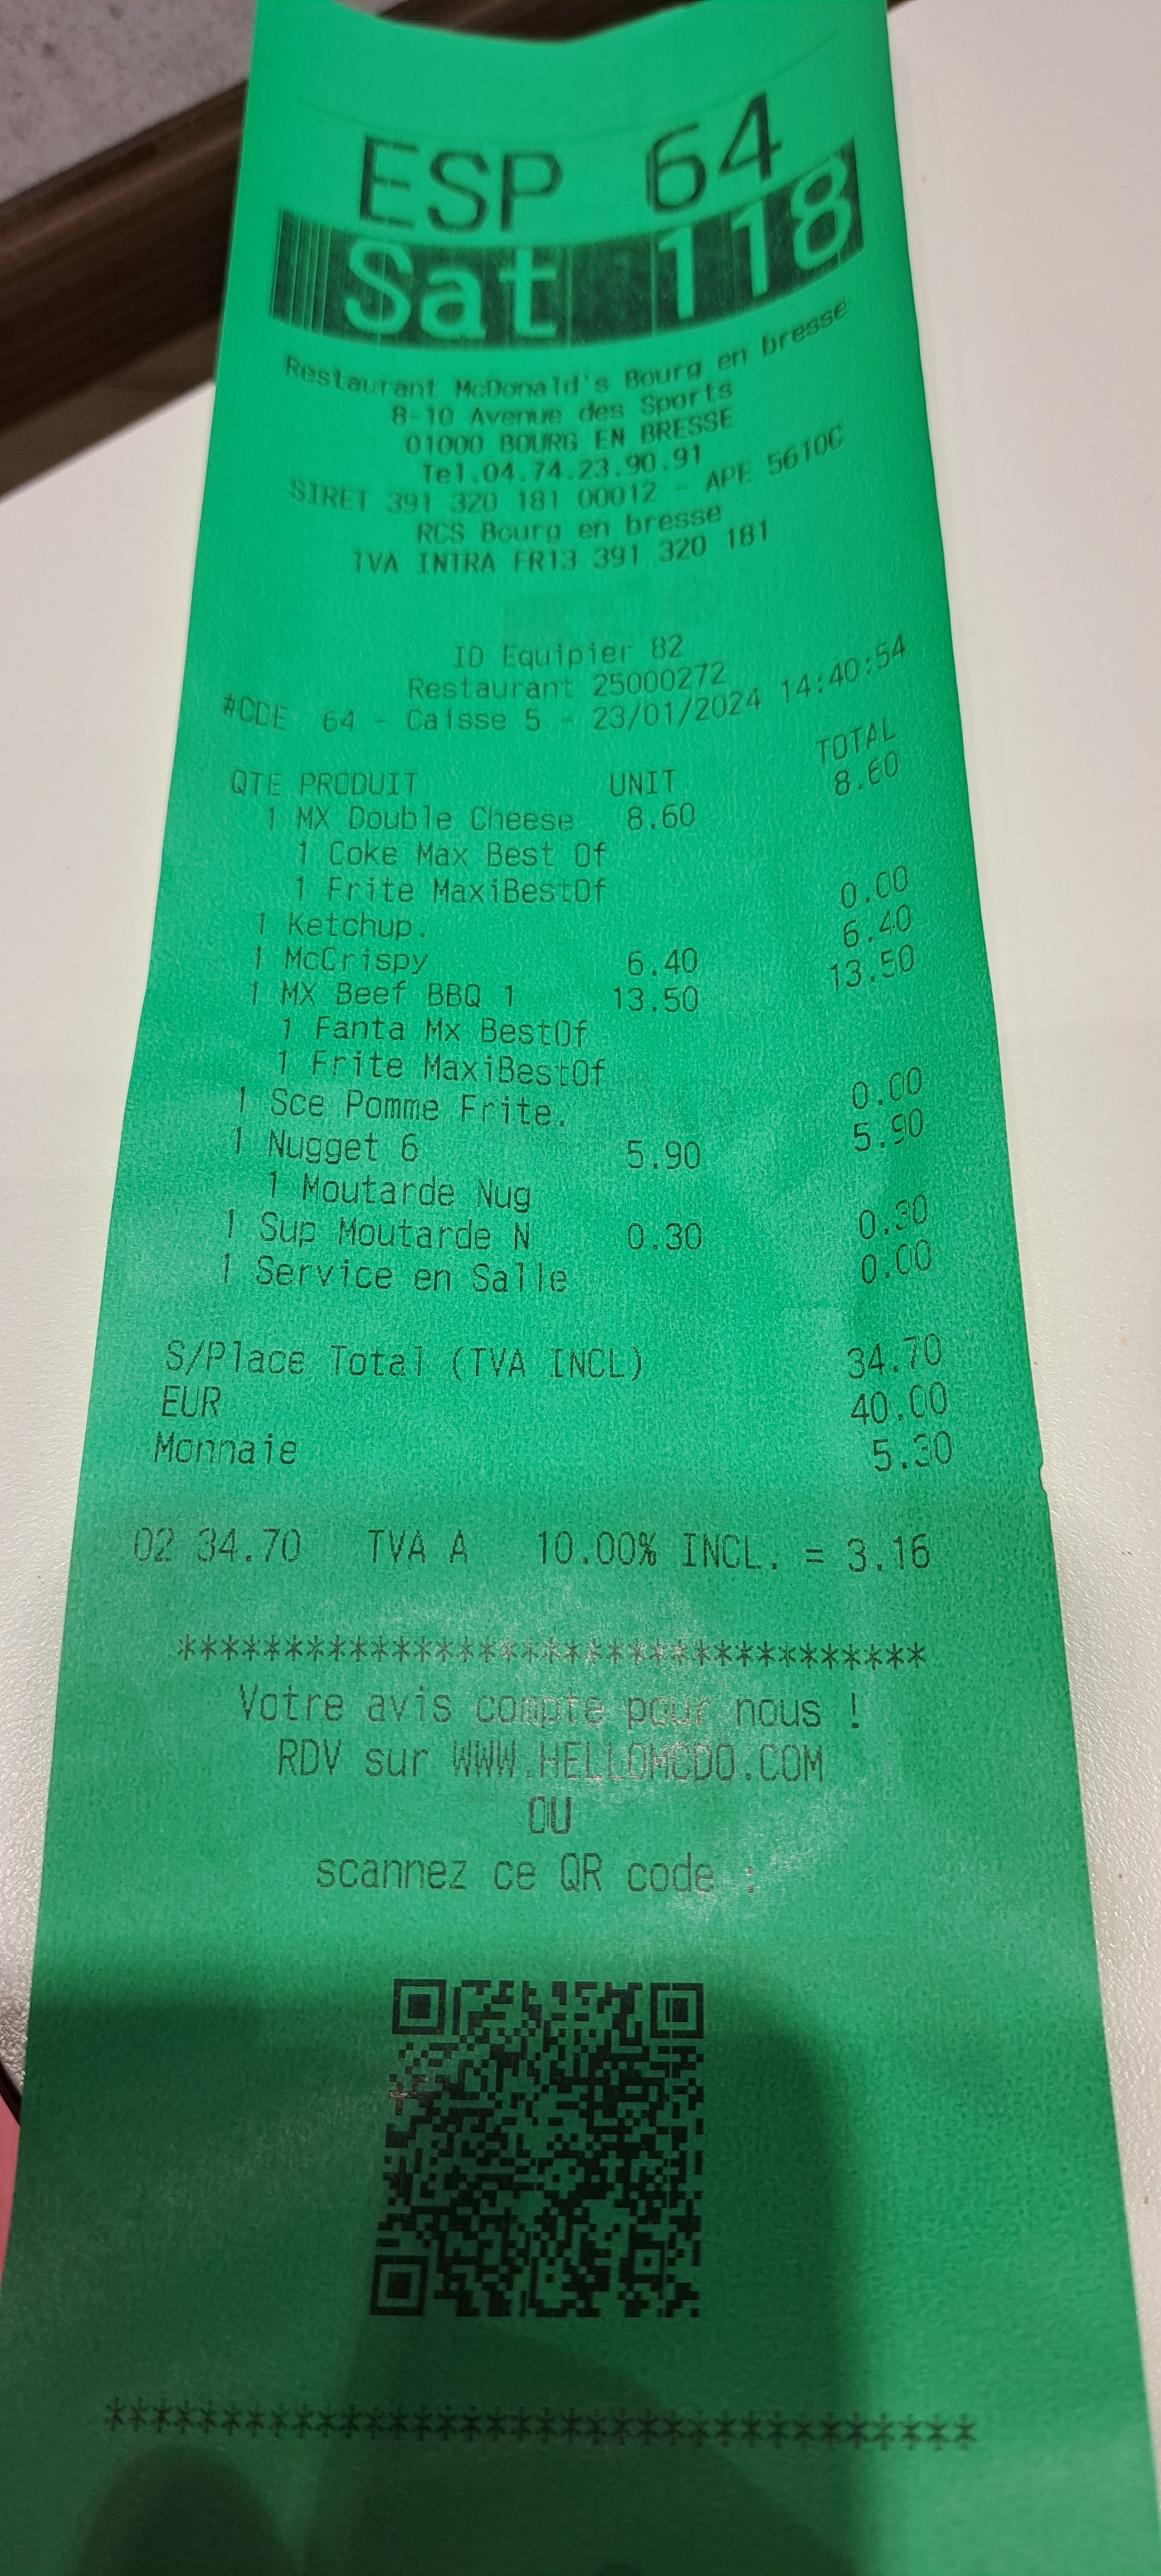 ESP 64
Sat 118
Restaurant McDonald's Bourg en bresse
8-10 Avenue des Sports
01000 BOURG EN BRESSE
Tel.04.74.23.90.91
SIRET 391 320 181 00012 - APE 5610C
RCS Bourg en bresse
TVA INTRA FR13 391 320 181
ID Equipier 82
Restaurant 25000272
#CDE 64 - Caisse 5 - 23/01/2024 14:40:54
QTE PRODUIT UNIT TOTAL
1 MX Double Cheese 8.60 8.60
1 Coke Max Best Of
1 Frite MaxiBestOf
1 Ketchup. 0.00
1 McCrispy 6.40 6.40
1 MX Beef BBQ 1 13.50 13.50
1 Fanta Mx BestOf
1 Frite MaxiBestOf
1 Sce Pomme Frite. 0.00
1 Nugget 6 5.90 5.90
1 Moutarde Nug
1 Sup Moutarde N 0.30 0.30
1 Service en Salle 0.00
S/Place Total (TVA INCL) 34.70
EUR 40.00
Monnaie 5.30
02 34.70 TVA A 10.00% INCL. = 3.16
***********************************
Votre avis compte pour nous !
RDV sur WWW.HELLOMCDO.COM
OU
scannez ce QR code :
***********************************